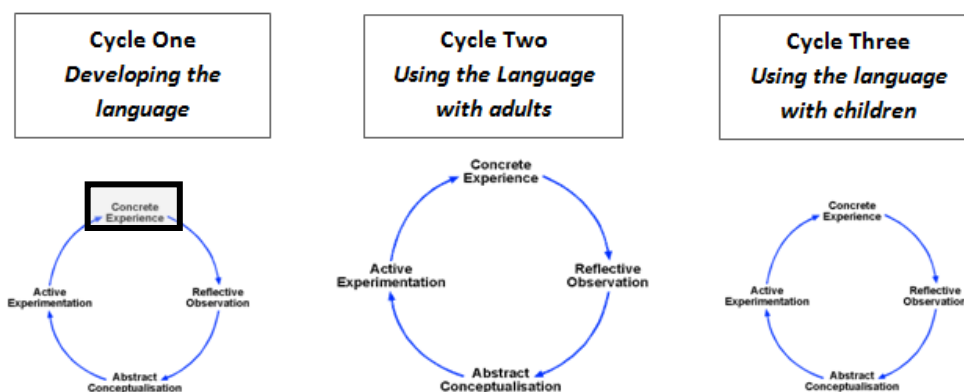 Cycle One
Developing the
language
Cycle Two
Using the Language
with adults
Cycle Three
Using the language
with children
Concrete
Experience
Reflective
Observation
Abstract
Conceptualisation
Active
Experimentation
Concrete
Experience
Reflective
Observation
Abstract
Conceptualisation
Active
Experimentation
Concrete
Experience
Reflective
Observation
Abstract
Conceptualisation
Active
Experimentation